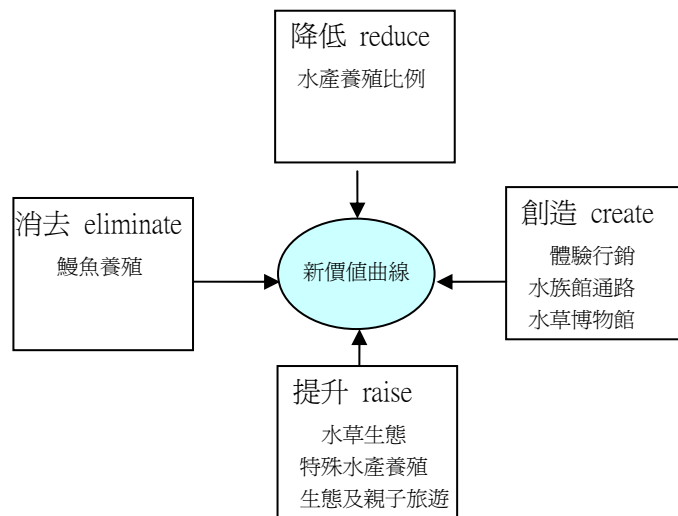 降低 reduce
水產養殖比例
消去 eliminate
鰻魚養殖
新價值曲線
創造 create
體驗行銷
水族館通路
水草博物館
提升 raise
水草生態
特殊水產養殖
生態及親子旅遊